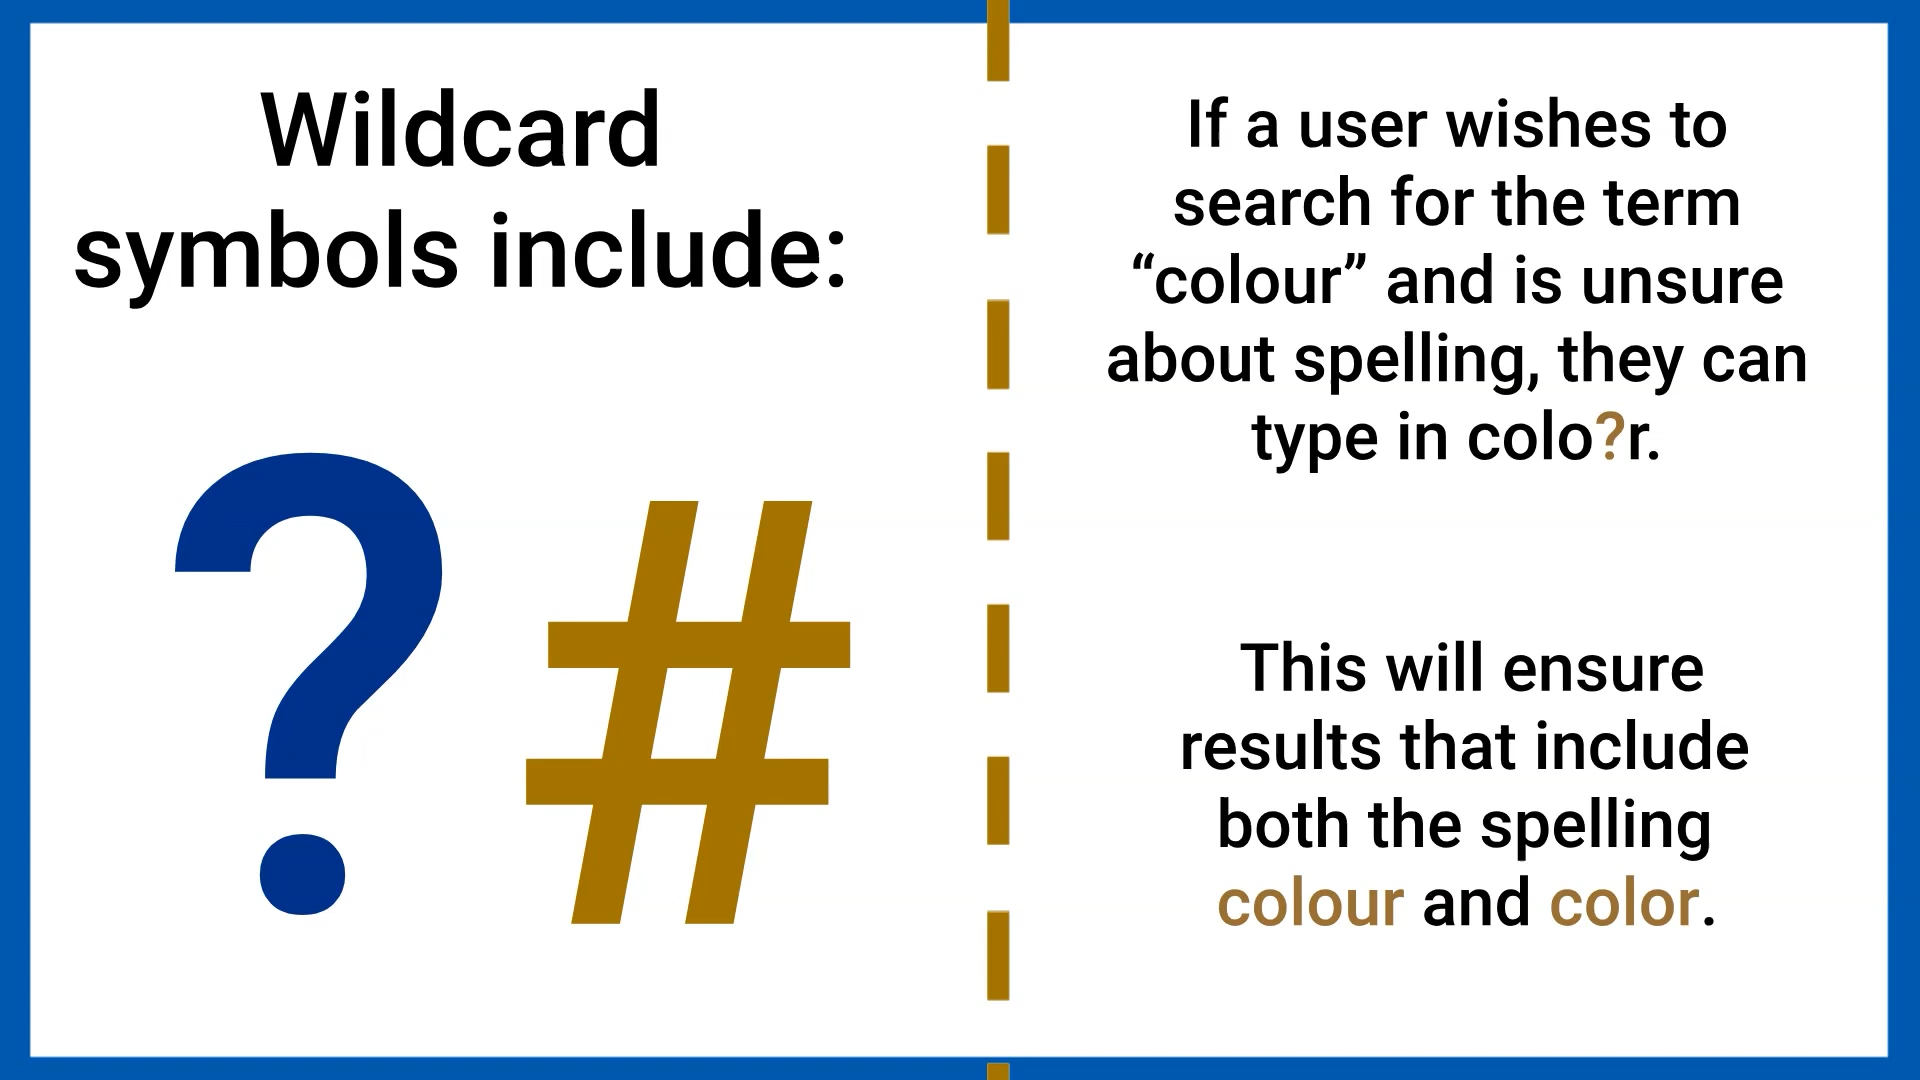 Wildcard
symbols include:
? #
If a user wishes to
search for the term
“colour” and is unsure
about spelling, they can
type in colo?r.
This will ensure
results that include
both the spelling
colour and color.